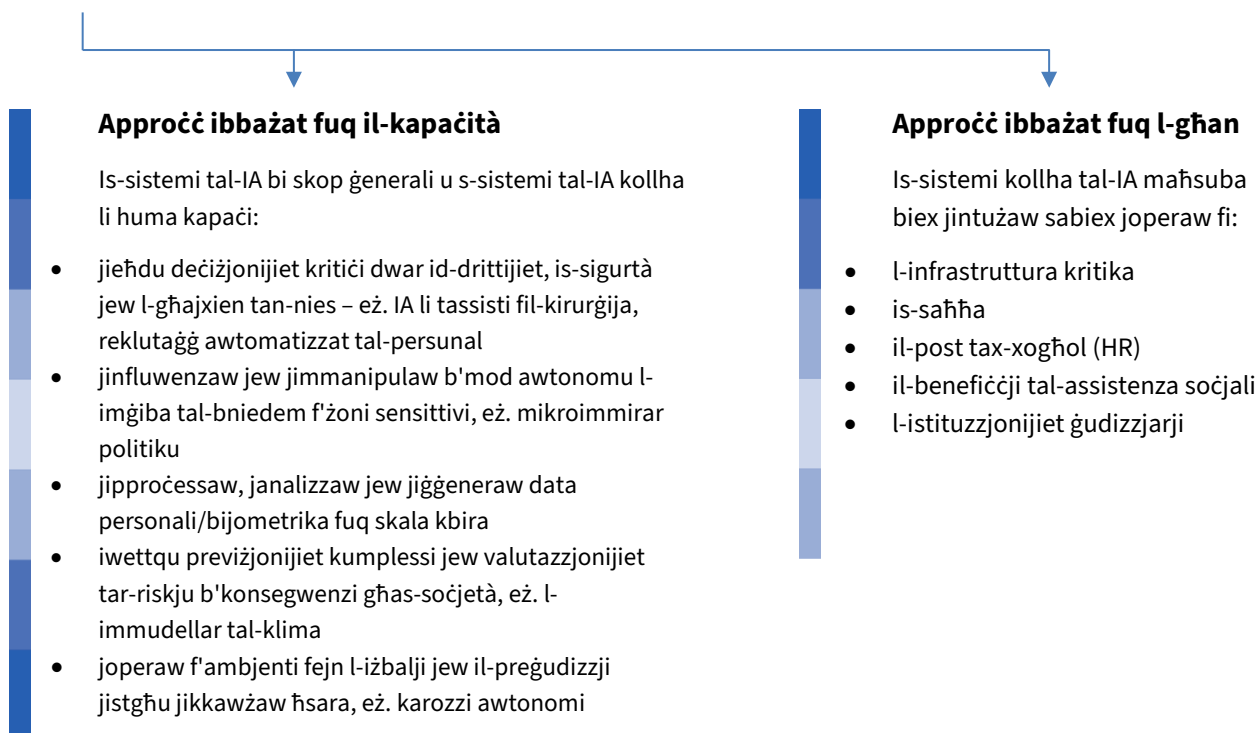 Approċċ ibbażat fuq il-kapaċità
Is-sistemi tal-IA bi skop ġenerali u s-sistemi tal-IA kollha
li huma kapaċi:
• jieħdu deċiżjonijiet kritiċi dwar id-drittijiet, is-sigurtà
jew l-għajxien tan-nies – eż. IA li tassisti fil-kirurġija,
reklutaġġ awtomatizzat tal-persunal
• jinfluwenzaw jew jimmanipulaw b'mod awtonomu l-
imġiba tal-bniedem f'żoni sensittivi, eż. mikroimmirar
politiku
• jipproċessaw, janalizzaw jew jiġġeneraw data
personali/bijometrika fuq skala kbira
• iwettqu previżjonijiet kumplessi jew valutazzjonijiet
tar-riskju b'konsegwenzi għas-soċjetà, eż. l-
immudellar tal-klima
• joperaw f'ambjenti fejn l-iżbalji jew il-preġudizzji
jistgħu jikkawżaw ħsara, eż. karozzi awtonomi
Approċċ ibbażat fuq l-għan
Is-sistemi kollha tal-IA maħsuba
biex jintużaw sabiex joperaw fi:
• l-infrastruttura kritika
• is-saħħa
• il-post tax-xogħol (HR)
• il-benefiċċji tal-assistenza soċjali
• l-istituzzjonijiet ġudizzjarji